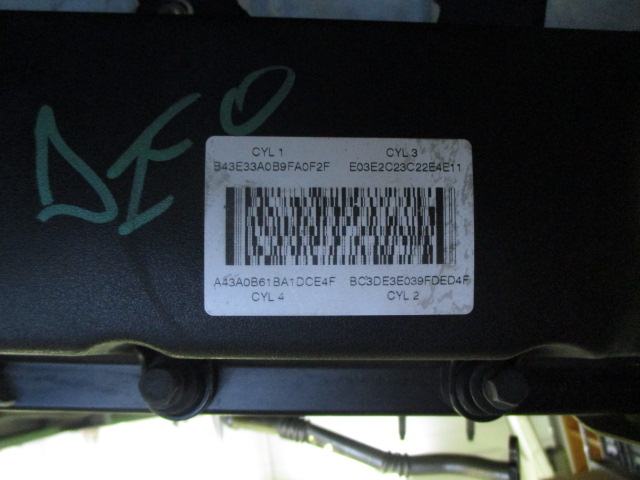 DEO
CYL 1 CYL 3
B43E33A0B9FA0F2F E03E2C23C22E4E11
A43A0B61BA1DCE4F BC3DE3E039FDED4F
CYL 4 CYL 2